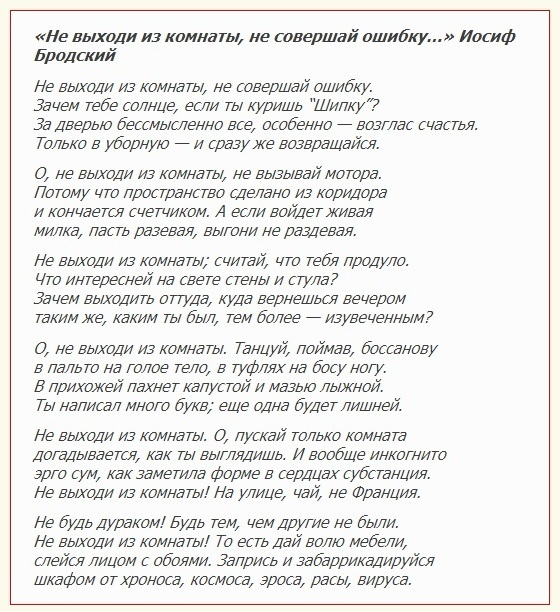 «Не выходи из комнаты, не совершай ошибку...» Иосиф
Бродский
Не выходи из комнаты, не совершай ошибку.
Зачем тебе солнце, если ты куришь “Шипку”?
За дверью бессмысленно все, особенно — возглас счастья.
Только в уборную — и сразу же возвращайся.
О, не выходи из комнаты, не вызывай мотора.
Потому что пространство сделано из коридора
и кончается счетчиком. А если войдет живая
милка, пасть разевая, выгони не раздевая.
Не выходи из комнаты; считай, что тебя продуло.
Что интересней на свете стены и стула?
Зачем выходить оттуда, куда вернешься вечером
таким же, каким ты был, тем более — изувеченным?
О, не выходи из комнаты. Танцуй, поймав, боссанову
в пальто на голое тело, в туфлях на босу ногу.
В прихожей пахнет капустой и мазью лыжной.
Ты написал много букв; еще одна будет лишней.
Не выходи из комнаты. О, пускай только комната
догадывается, как ты выглядишь. И вообще инкогнито
эрго сум, как заметила форме в сердцах субстанция.
Не выходи из комнаты! На улице, чай, не Франция.
Не будь дураком! Будь тем, чем другие не были.
Не выходи из комнаты! То есть дай волю мебели,
слейся лицом с обоями. Запрись и забаррикадируйся
шкафом от хроноса, космоса, эроса, расы, вируса.